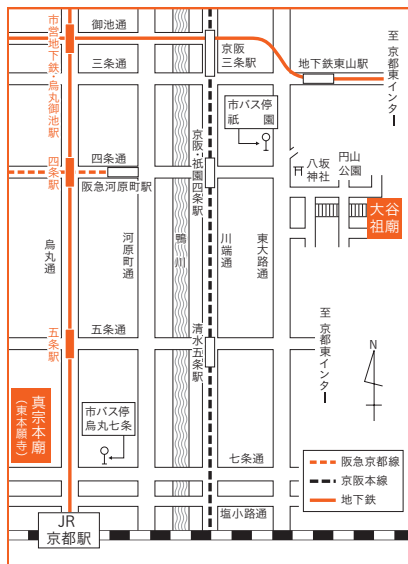 市営地下鉄・烏丸御池駅
御池通
三条通
京阪
三条駅
地下鉄東山駅
至 京都東インター
市バス停
祇園
四条駅
四条通
阪急河原町駅
京阪・祇園四条駅
八坂
神社
円山
公園
大谷
祖廟
烏丸通
河原町通
鴨川
川端通
東大路通
至 京都東インター
五条駅
五条通
清水五条駅
N
真宗本廟
(東本願寺)
市バス停
烏丸七条
七条通
阪急京都線
京阪本線
地下鉄
塩小路通
JR
京都駅